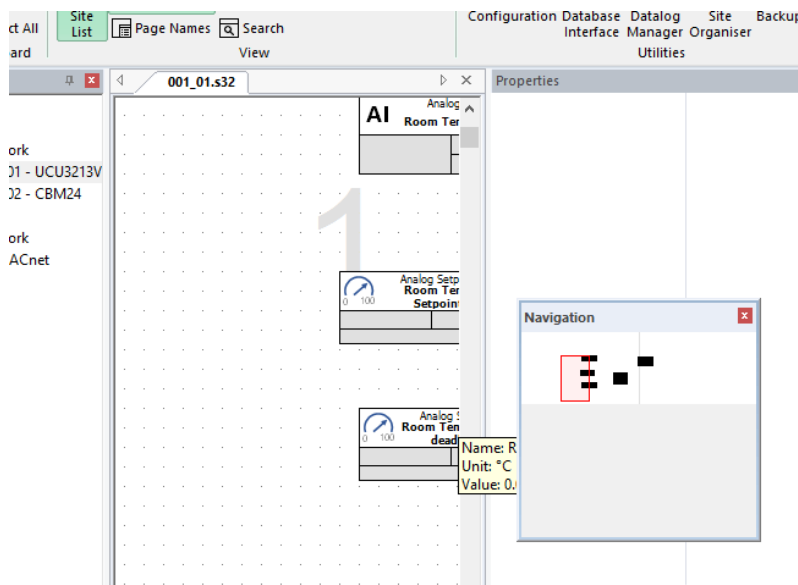 ct All
Site
List
Page Names
Search
ard
View
Configuration
Database
Interface
Datalog
Manager
Site
Organiser
Backup
Utilities
001_01.s32
Properties
ork
01 - UCU3213V
02 - CBM24
ork
ACnet
1
AI
Analog
Room Ter
Analog Setp
Room Ter
Setpoin
0 100
Analog S
Room Ten
dead
0 100
Name: R
Unit: °C
Value: 0.
Navigation